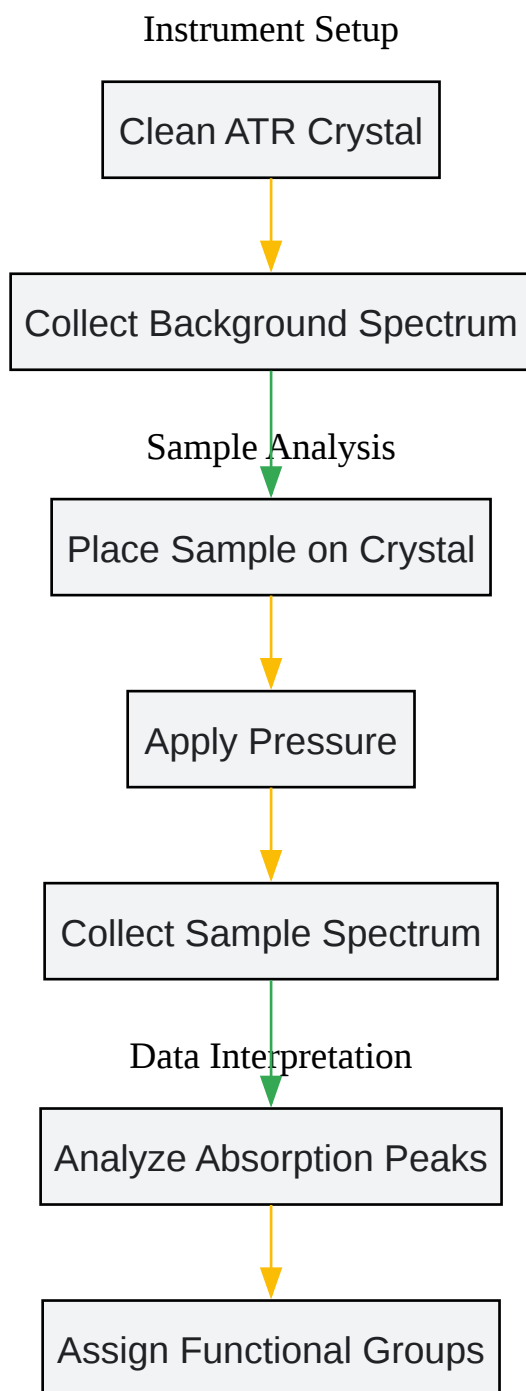 Instrument Setup
Clean ATR Crystal
Collect Background Spectrum
Sample Analysis
Place Sample on Crystal
Apply Pressure
Collect Sample Spectrum
Data Interpretation
Analyze Absorption Peaks
Assign Functional Groups